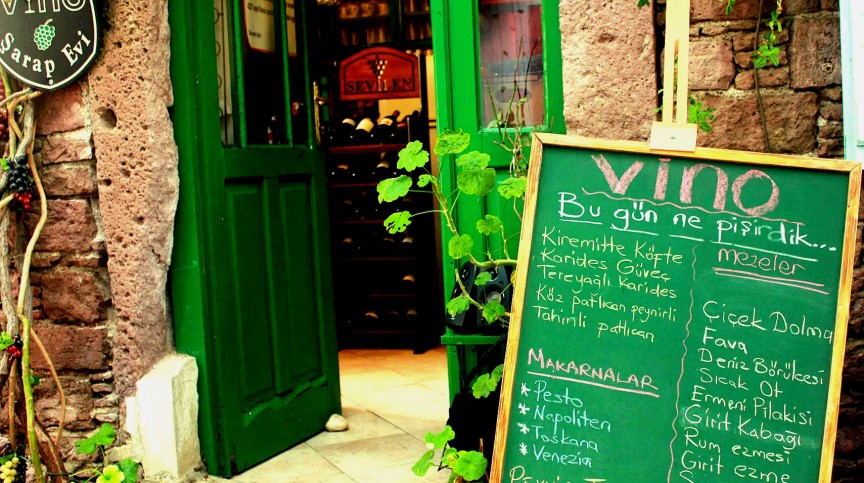 vino
Şarap Evi
SEVİLEN
vino
Bu gün ne pişirdik...
Kiremitte Köfte
Karides Güveç
Tereyağlı Karides
Köz patlıcan peynirli
Tahinli patlıcan
MAKARNALAR
* Pesto
* Napoliten
* Toskana
* Venezia
mezeler
Çiçek Dolma
Fava
Deniz Börülcesi
Sıcak Ot
Ermeni Pilakisi
Girit Kabağı
Rum ezmesi
Girit ezme